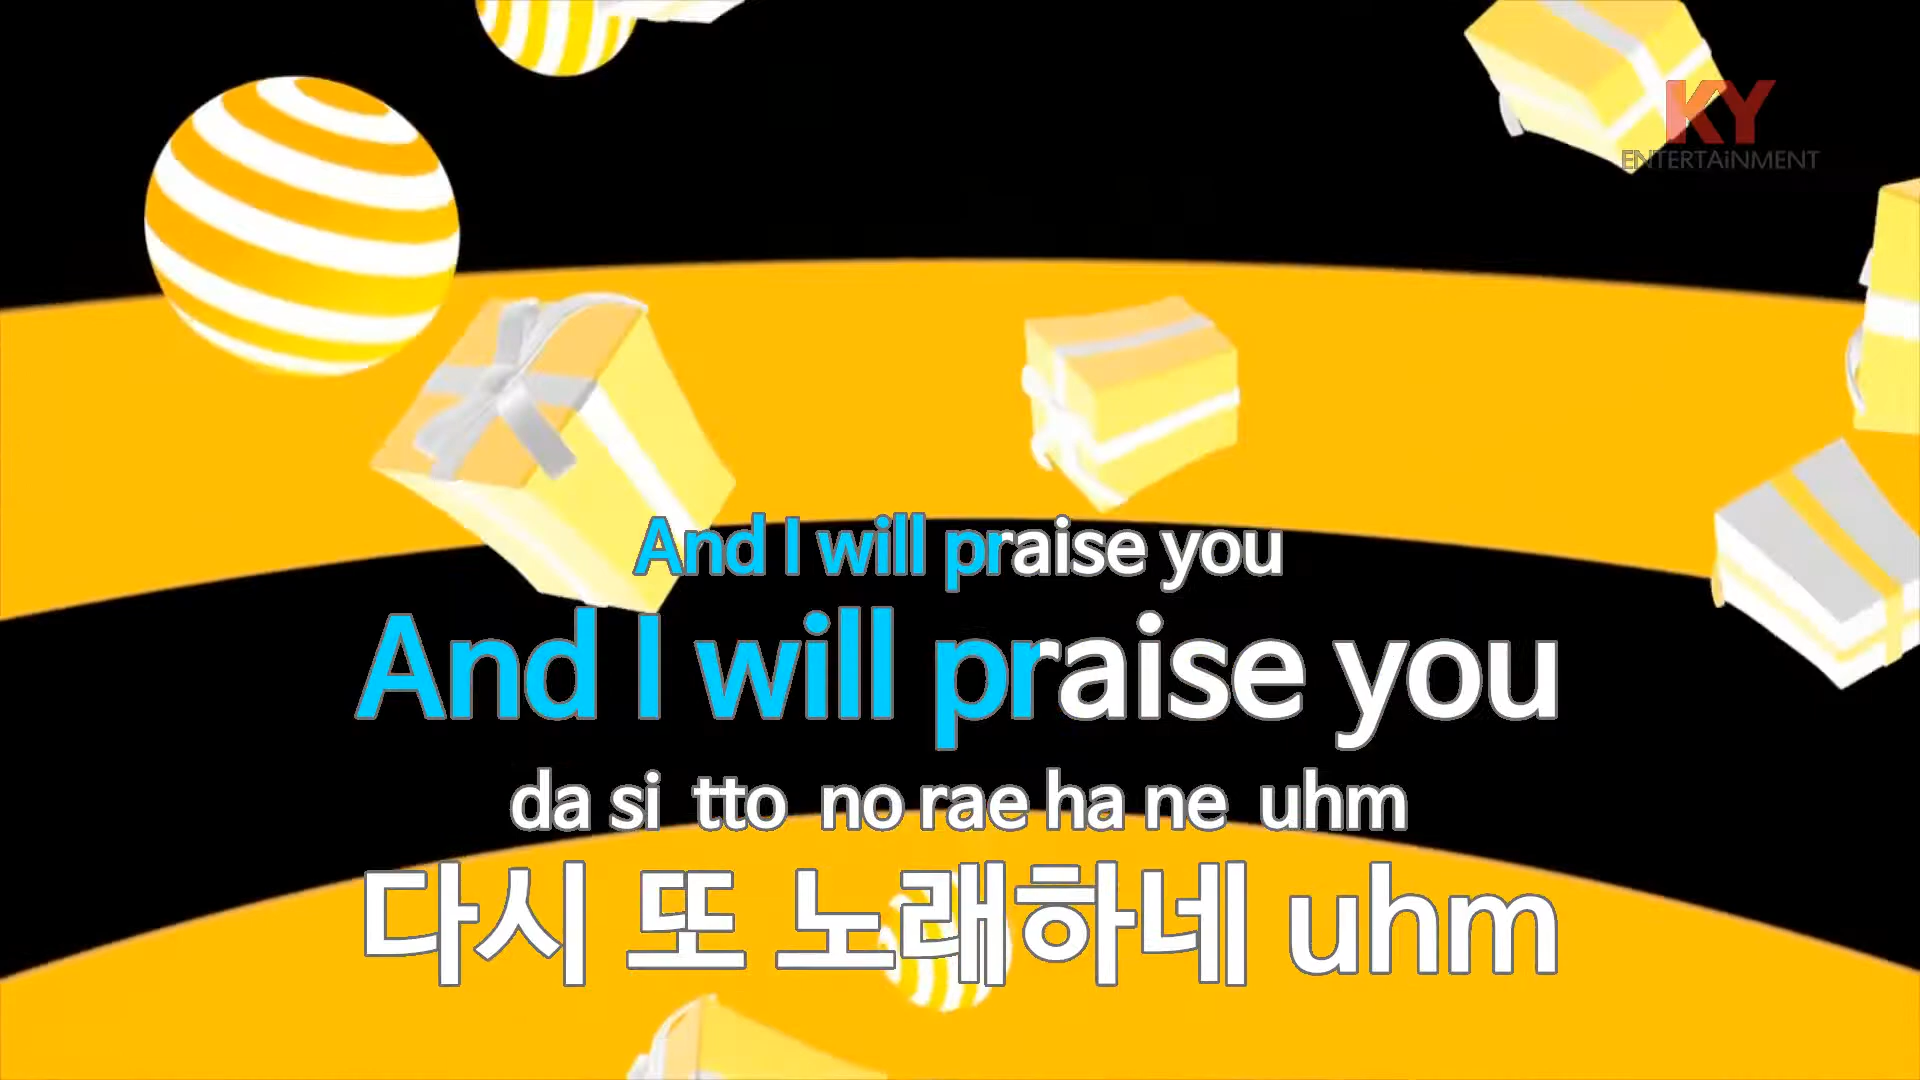 KY
ENTERTAiNMENT
And I will praise you
And I will praise you
da si tto no rae ha ne uhm
다시 또 노래하네 uhm